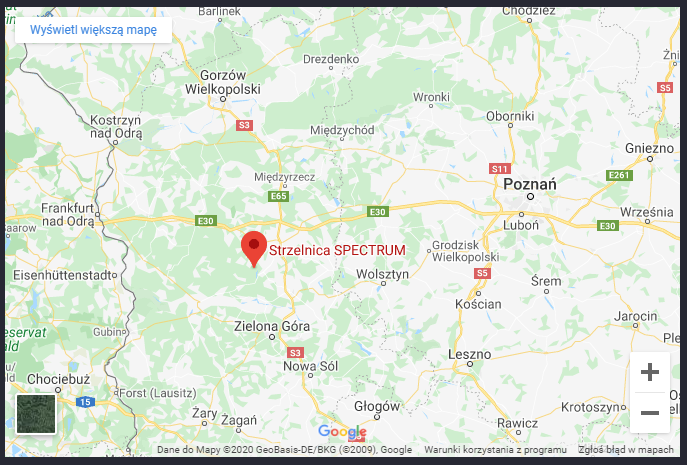 Barlinek
Chodzież
Wyświetl większą mapę
Drezdenko
Gorzów
Wielkopolski
S5
Wronki
Kostrzyn
nad Odrą
S3
Międzychód
Oborniki
Gniezno
S11
Międzyrzecz
Poznań
E261
E65
Frankfurt
nad Odrą
E30
E30
Września
Luboń
E30
Strzelnica SPECTRUM
Grodzisk
Wielkopolski
Eisenhüttenstadt
Wolsztyn
S5
Śrem
Kościan
Jarocin
Zielona Góra
Gubin
S3
Leszno
Nowa Sól
Chociebuż
15
Forst (Lausitz)
Żary
Żagań
Głogów
Krotoszyn
Rawicz
Google
Dane do Mapy ©2020 GeoBasis-DE/BKG (©2009), Google
Warunki korzystania z programu
Zgłoś błąd w mapach